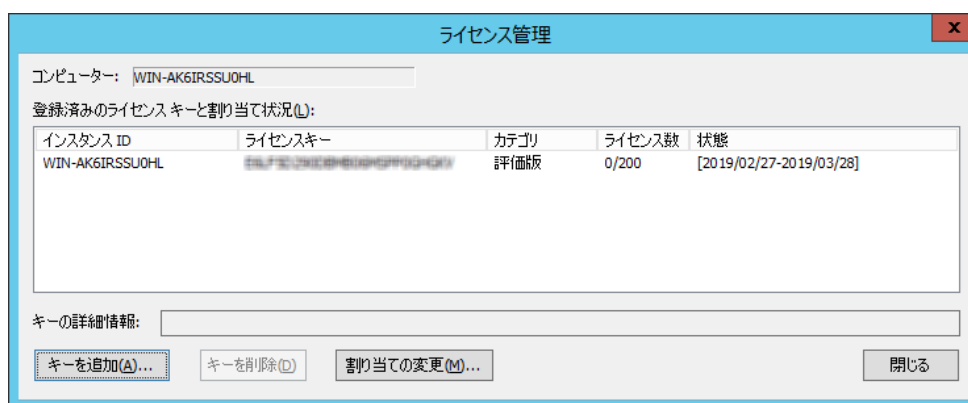 ライセンス管理
x
コンピューター: WIN-AK6IRSSU0HL
登録済みのライセンス キーと割り当て状況(L):
インスタンス ID ライセンスキー カテゴリ ライセンス数 状態
WIN-AK6IRSSU0HL 評価版 0/200 [2019/02/27-2019/03/28]
キーの詳細情報:
キーを追加(A)... キーを削除(D) 割り当ての変更(M)... 閉じる